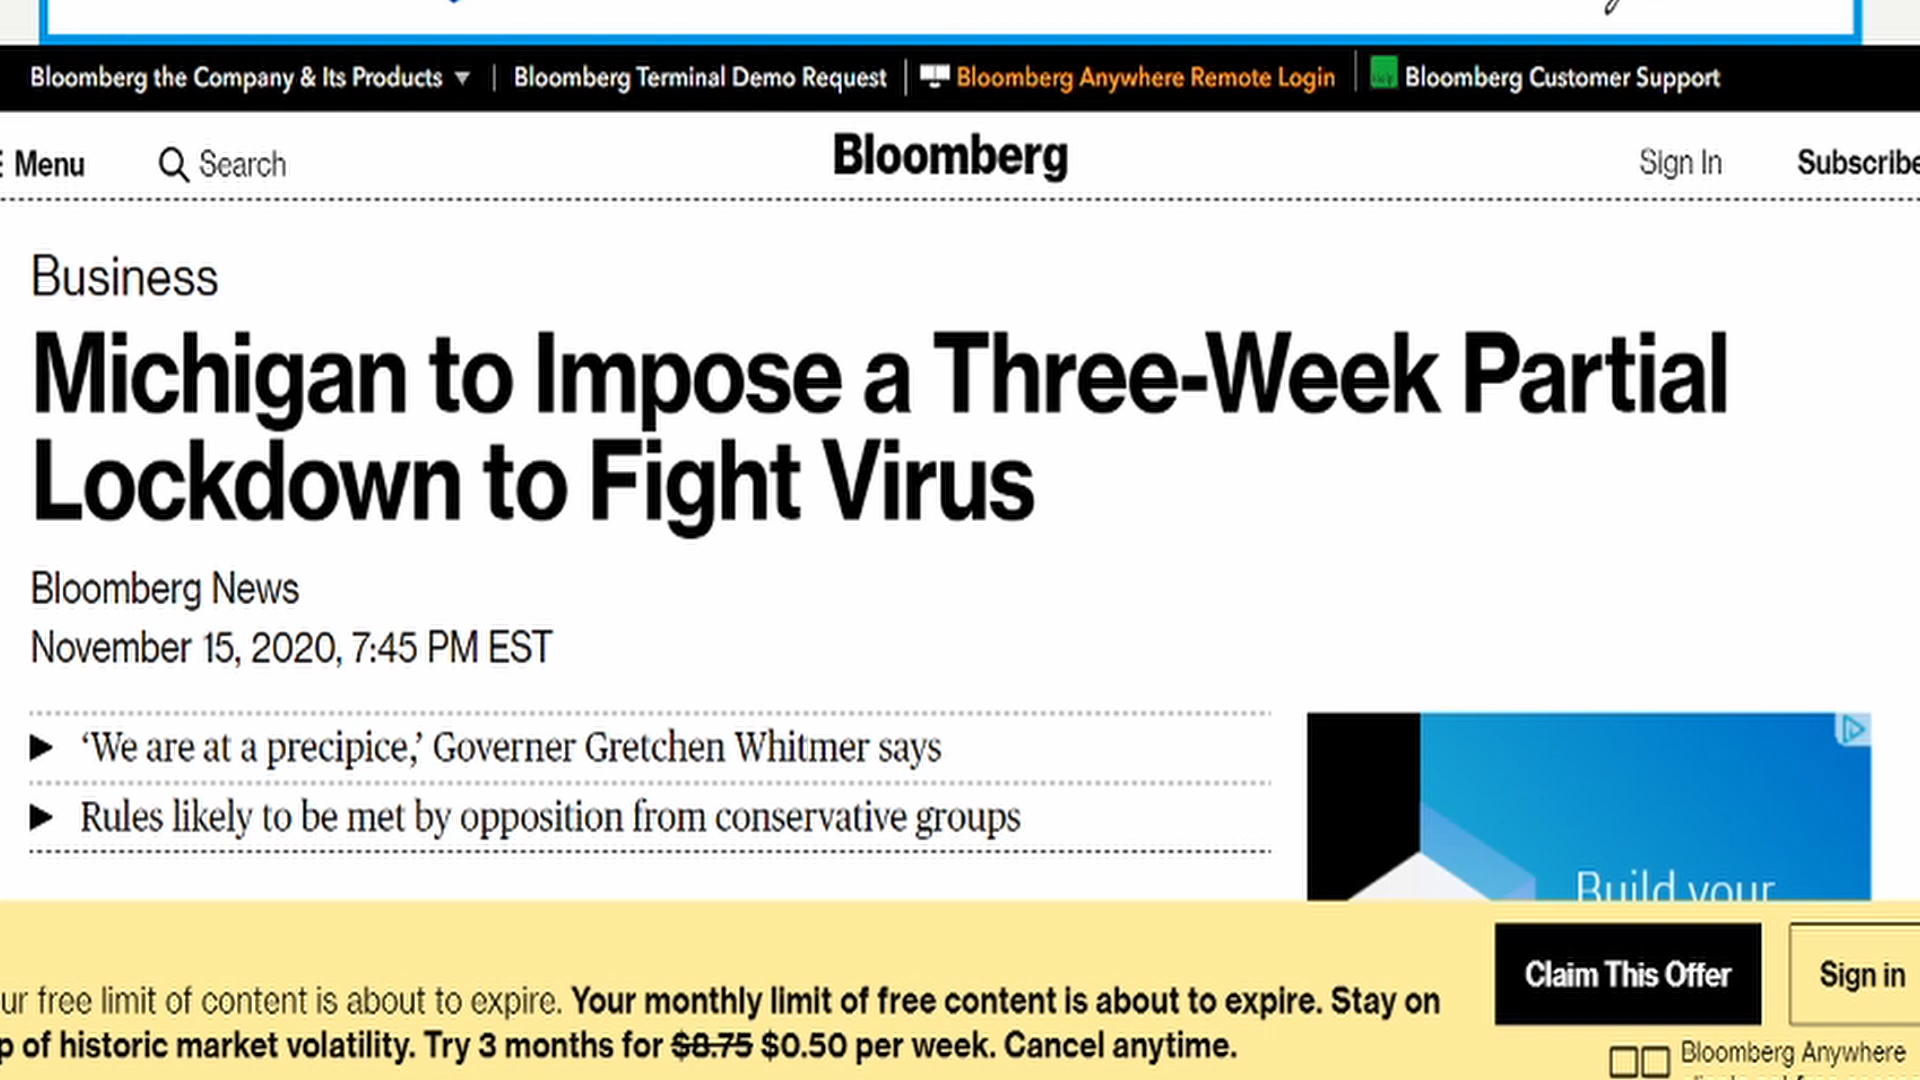 Bloomberg the Company & Its Products ▼ Bloomberg Terminal Demo Request Bloomberg Anywhere Remote Login Bloomberg Customer Support
Menu Search Bloomberg Sign In Subscribe
Business
Michigan to Impose a Three-Week Partial
Lockdown to Fight Virus
Bloomberg News
November 15, 2020, 7:45 PM EST
‘We are at a precipice,’ Governer Gretchen Whitmer says
Rules likely to be met by opposition from conservative groups
Build your
Claim This Offer Sign in
ur free limit of content is about to expire. Your monthly limit of free content is about to expire. Stay on
p of historic market volatility. Try 3 months for $8.75 $0.50 per week. Cancel anytime.
Bloomberg Anywhere